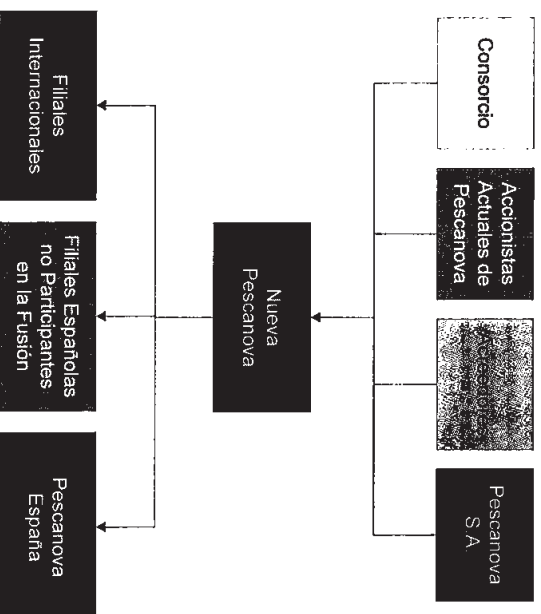 Consorcio
Accionistas
Actuales de
Pescanova
Acreedores
Pescanova
S.A.
Nueva
Pescanova
Filiales
Internacionales
Filiales Españolas
no Participantes
en la Fusión
Pescanova
España